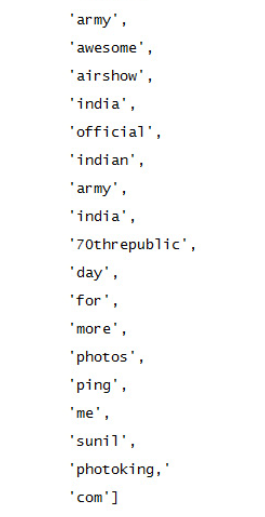 'army',
'awesome',
'airshow',
'india',
'official',
'indian',
'army',
'india',
'70threpublic',
'day',
'for',
'more',
'photos',
'ping',
'me',
'sunil',
'photoking,'
'com']